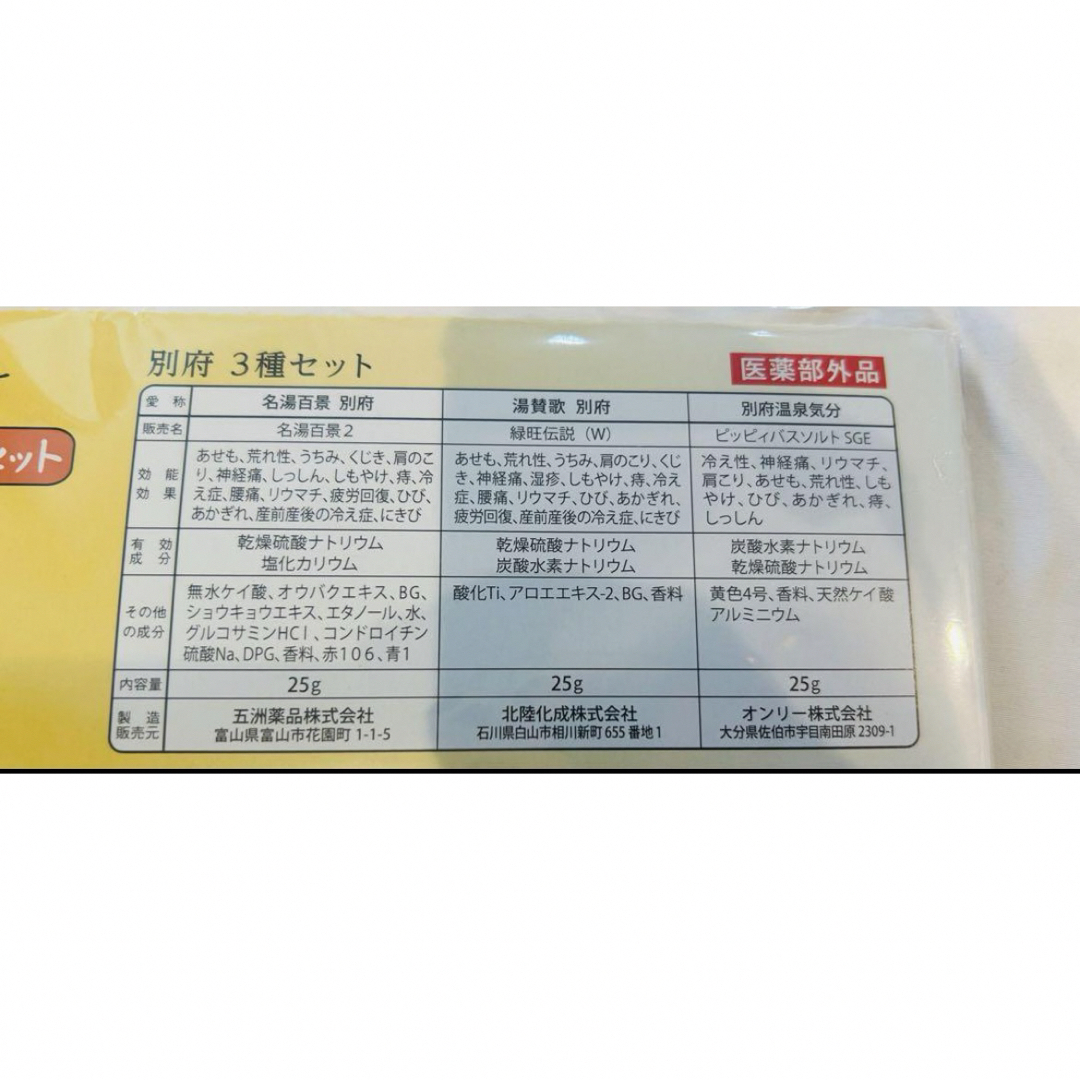 別府 3種セット
医薬部外品
愛称 名湯百景 別府 湯賛歌 別府 別府温泉気分
販売名 名湯百景2 緑旺伝説（W） ピッピィバスソルト SGE
効能
効果
あせも、荒れ性、うちみ、くじき、肩のこ
り、神経痛、しっしん、しもやけ、痔、冷
え症、腰痛、リウマチ、疲労回復、ひび、
あかぎれ、産前産後の冷え症、にきび
あせも、荒れ性、うちみ、肩のこり、くじ
き、神経痛、湿疹、しもやけ、痔、冷え
症、腰痛、リウマチ、ひび、あかぎれ、
疲労回復、産前産後の冷え症、にきび
冷え性、神経痛、リウマチ、
肩こり、あせも、荒れ性、しも
やけ、ひび、あかぎれ、痔、
しっしん
有効
成分
乾燥硫酸ナトリウム
塩化カリウム
乾燥硫酸ナトリウム
炭酸水素ナトリウム
炭酸水素ナトリウム
乾燥硫酸ナトリウム
その他
の成分
無水ケイ酸、オウバクエキス、BG、
ショウキョウエキス、エタノール、水、
グルコサミンHCl、コンドロイチン
硫酸Na、DPG、香料、赤106、青1
酸化Ti、アロエエキス-2、BG、香料
黄色4号、香料、天然ケイ酸
アルミニウム
内容量 25g 25g 25g
製造
販売元
五洲薬品株式会社
富山県富山市花園町 1-1-5
北陸化成株式会社
石川県白山市相川新町 655 番地1
オンリー株式会社
大分県佐伯市宇目南田原 2309-1
セット